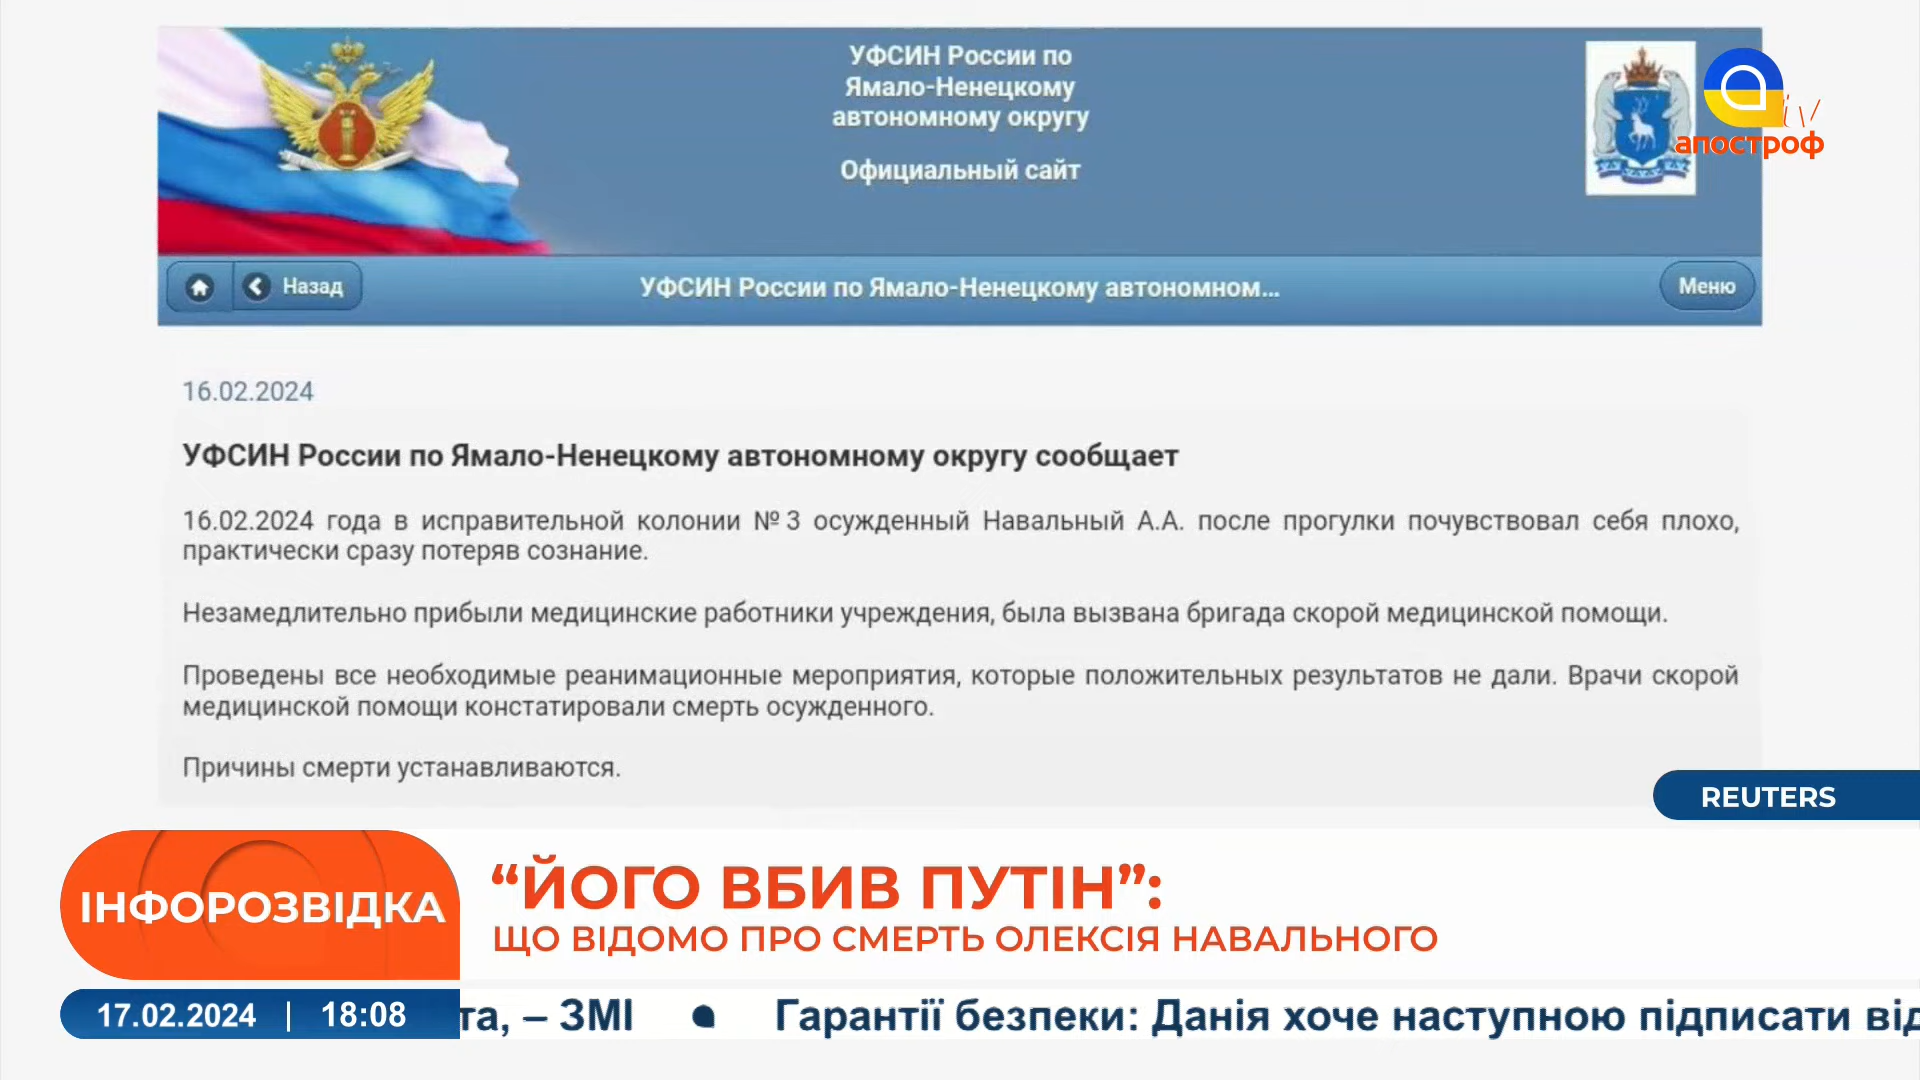 УФСИН России по
Ямало-Ненецкому
автономному округу
Официальный сайт
tv
апостроф
Назад
УФСИН России по Ямало-Ненецкому автономном...
Меню
16.02.2024
УФСИН России по Ямало-Ненецкому автономному округу сообщает
16.02.2024 года в исправительной колонии №3 осужденный Навальный А.А. после прогулки почувствовал себя плохо,
практически сразу потеряв сознание.
Незамедлительно прибыли медицинские работники учреждения, была вызвана бригада скорой медицинской помощи.
Проведены все необходимые реанимационные мероприятия, которые положительных результатов не дали. Врачи скорой
медицинской помощи констатировали смерть осужденного.
Причины смерти устанавливаются.
REUTERS
ІНФОРОЗВІДКА
“ЙОГО ВБИВ ПУТІН”:
ЩО ВІДОМО ПРО СМЕРТЬ ОЛЕКСІЯ НАВАЛЬНОГО
17.02.2024 | 18:08 та, – ЗМІ Гарантії безпеки: Данія хоче наступною підписати від